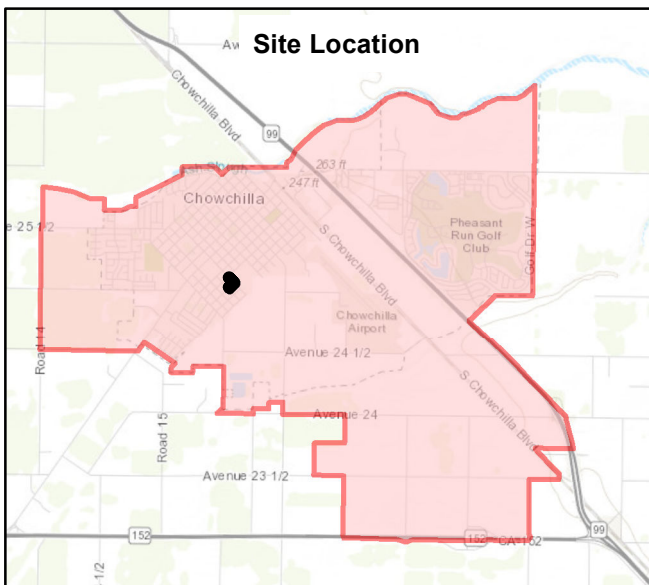 Av
Site Location
Chowchilla Blvd
99
263 ft
247 ft
Chowchilla
Pheasant
Run Golf
Club
Golf Dr W
e 25 1/2
S Chowchilla Blvd
Chowchilla
Airport
Road 14
Avenue 24 1/2
S Chowchilla Blvd
Road 15
Avenue 24
Avenue 23 1/2
152
152
CA-152
99
-1/2